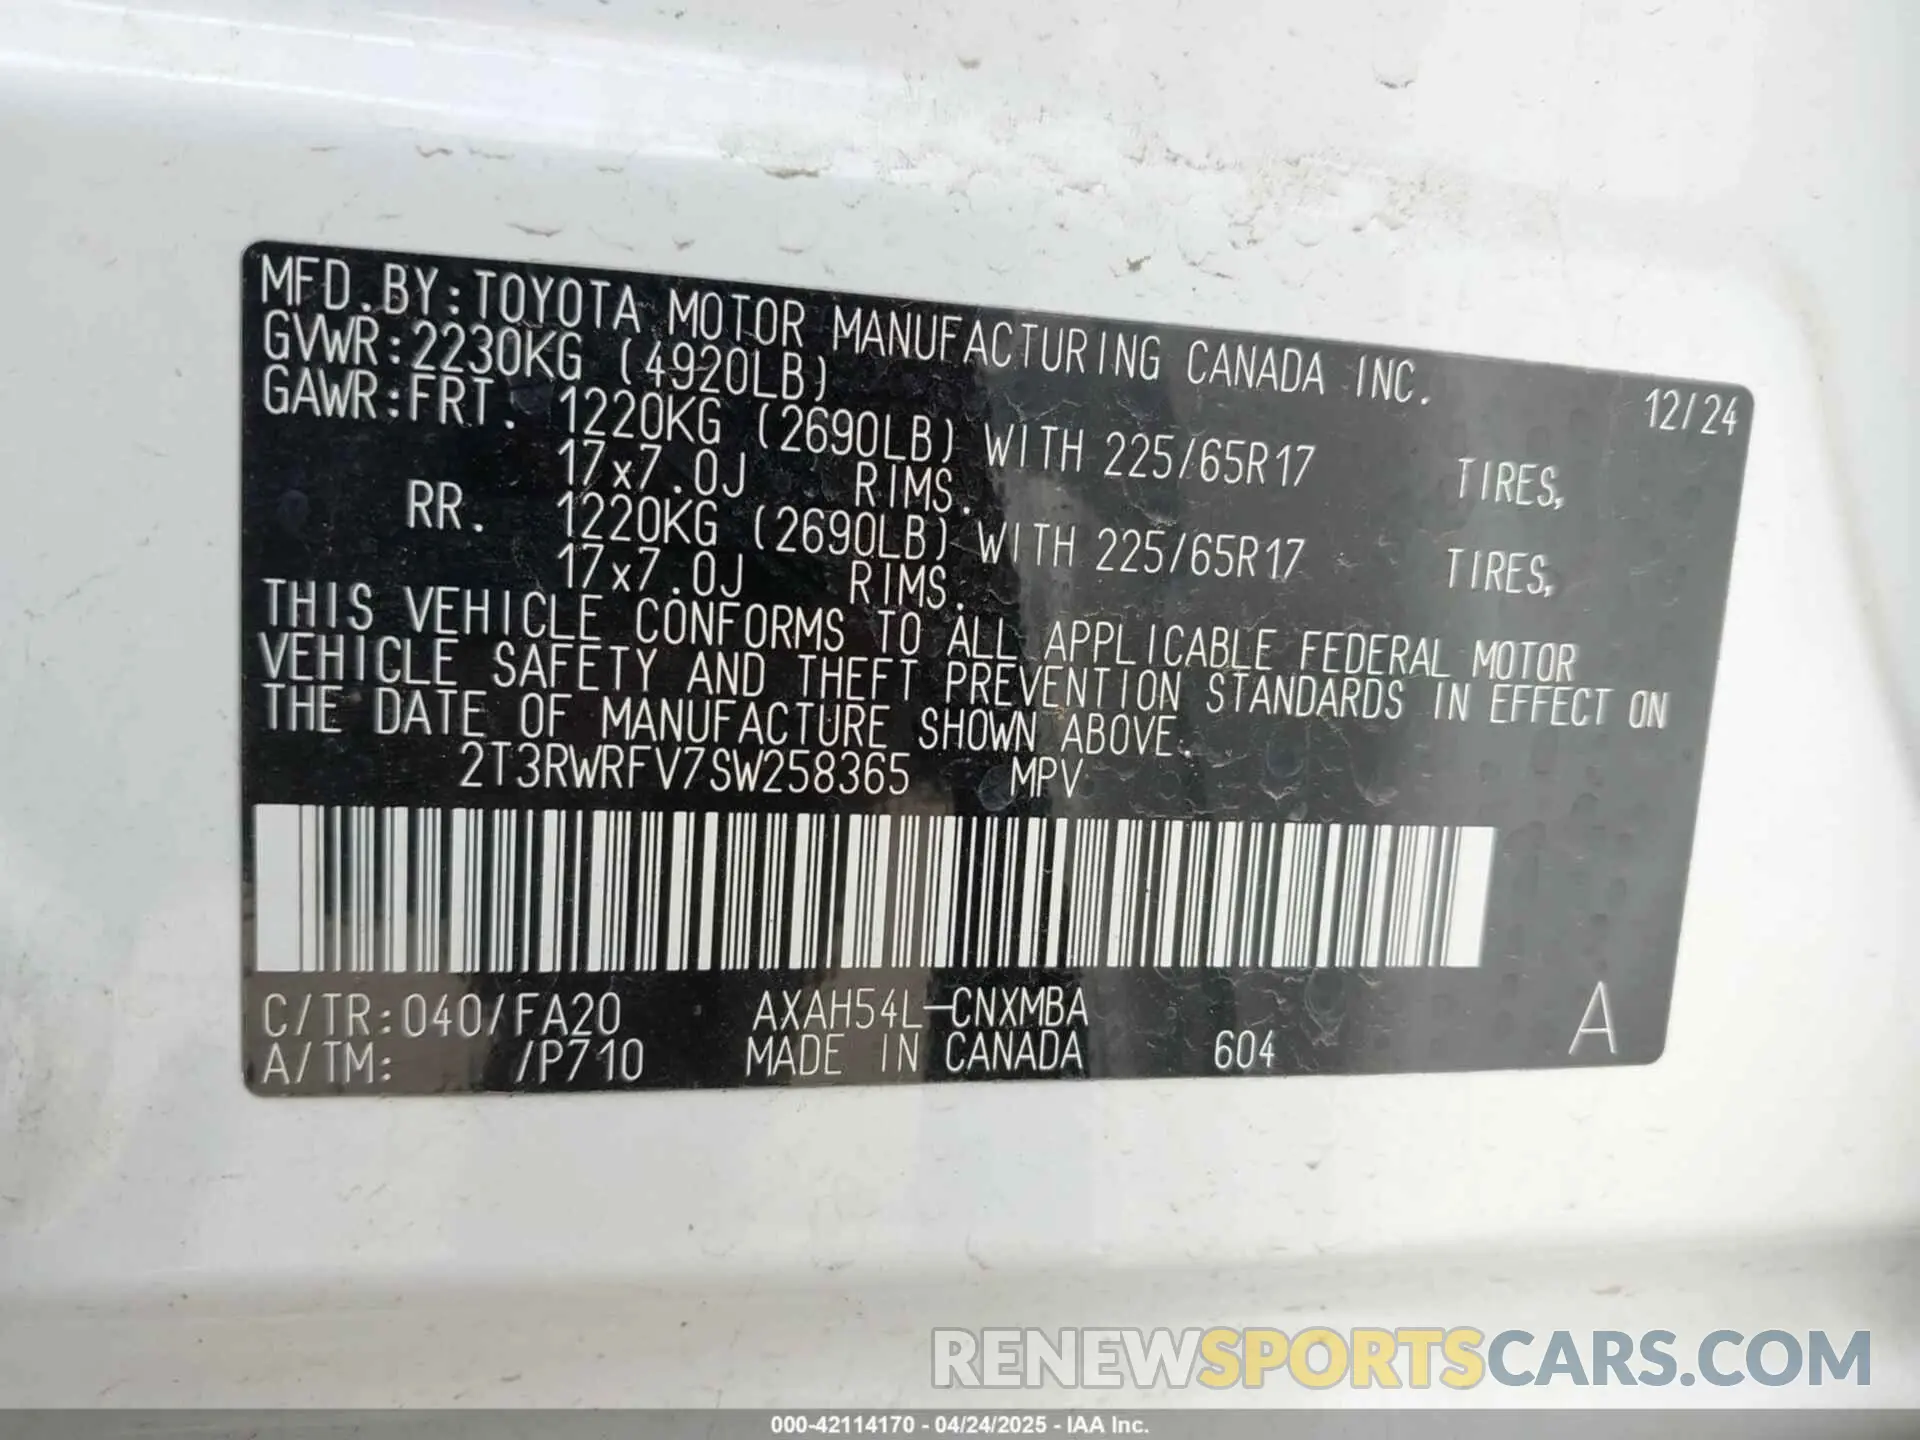 MFD.BY:TOYOTA MOTOR MANUFACTURING CANADA INC. 12/24
GVWR:2230KG (4920LB)
GAWR:FRT. 1220KG (2690LB) WITH 225/65R17 TIRES,
17x7.0J RIMS.
RR. 1220KG (2690LB) WITH 225/65R17 TIRES,
17x7.0J RIMS.
THIS VEHICLE CONFORMS TO ALL APPLICABLE FEDERAL MOTOR
VEHICLE SAFETY AND THEFT PREVENTION STANDARDS IN EFFECT ON
THE DATE OF MANUFACTURE SHOWN ABOVE.
2T3RWRFV7SW258365 MPV
C/TR:040/FA20 AXAH54L-CNXMBA
A/TM: /P710 MADE IN CANADA 604 A
RENEWSPORTSCARS.COM
000-42114170 - 04/24/2025 - IAA Inc.